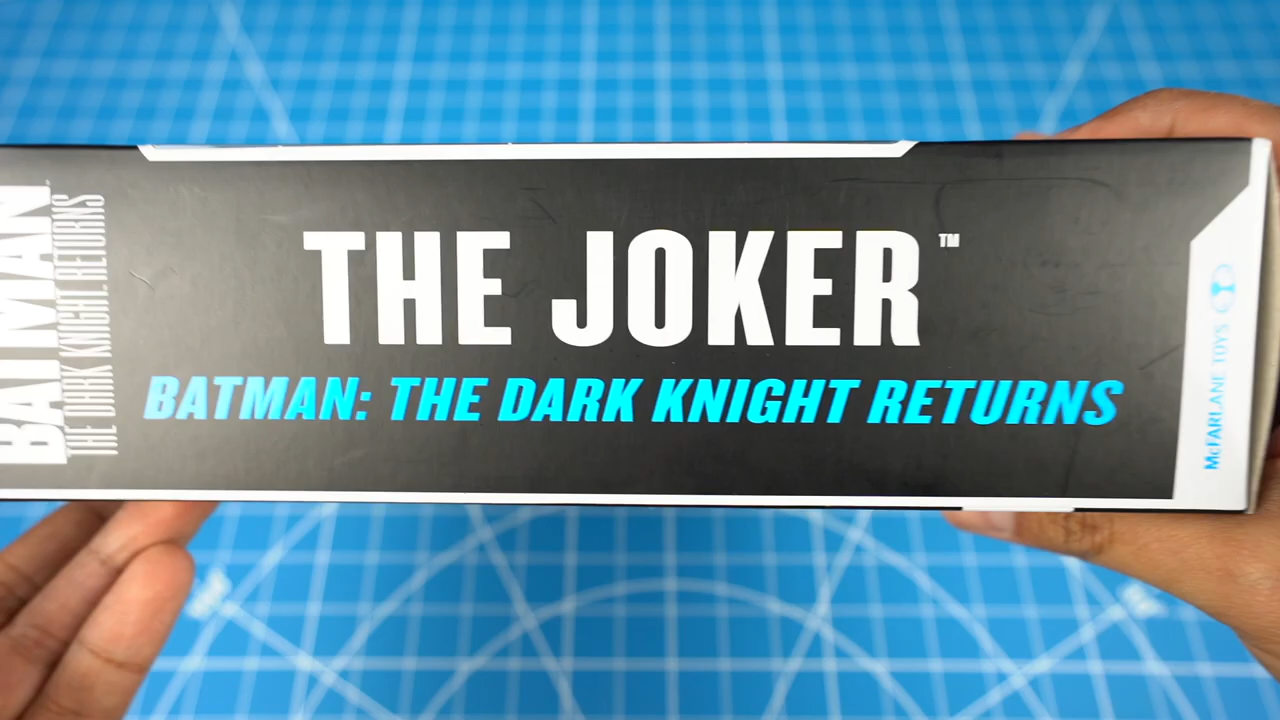 BATMAN
THE DARK KNIGHT RETURNS
THE JOKER™
BATMAN: THE DARK KNIGHT RETURNS
McFARLANE TOYS